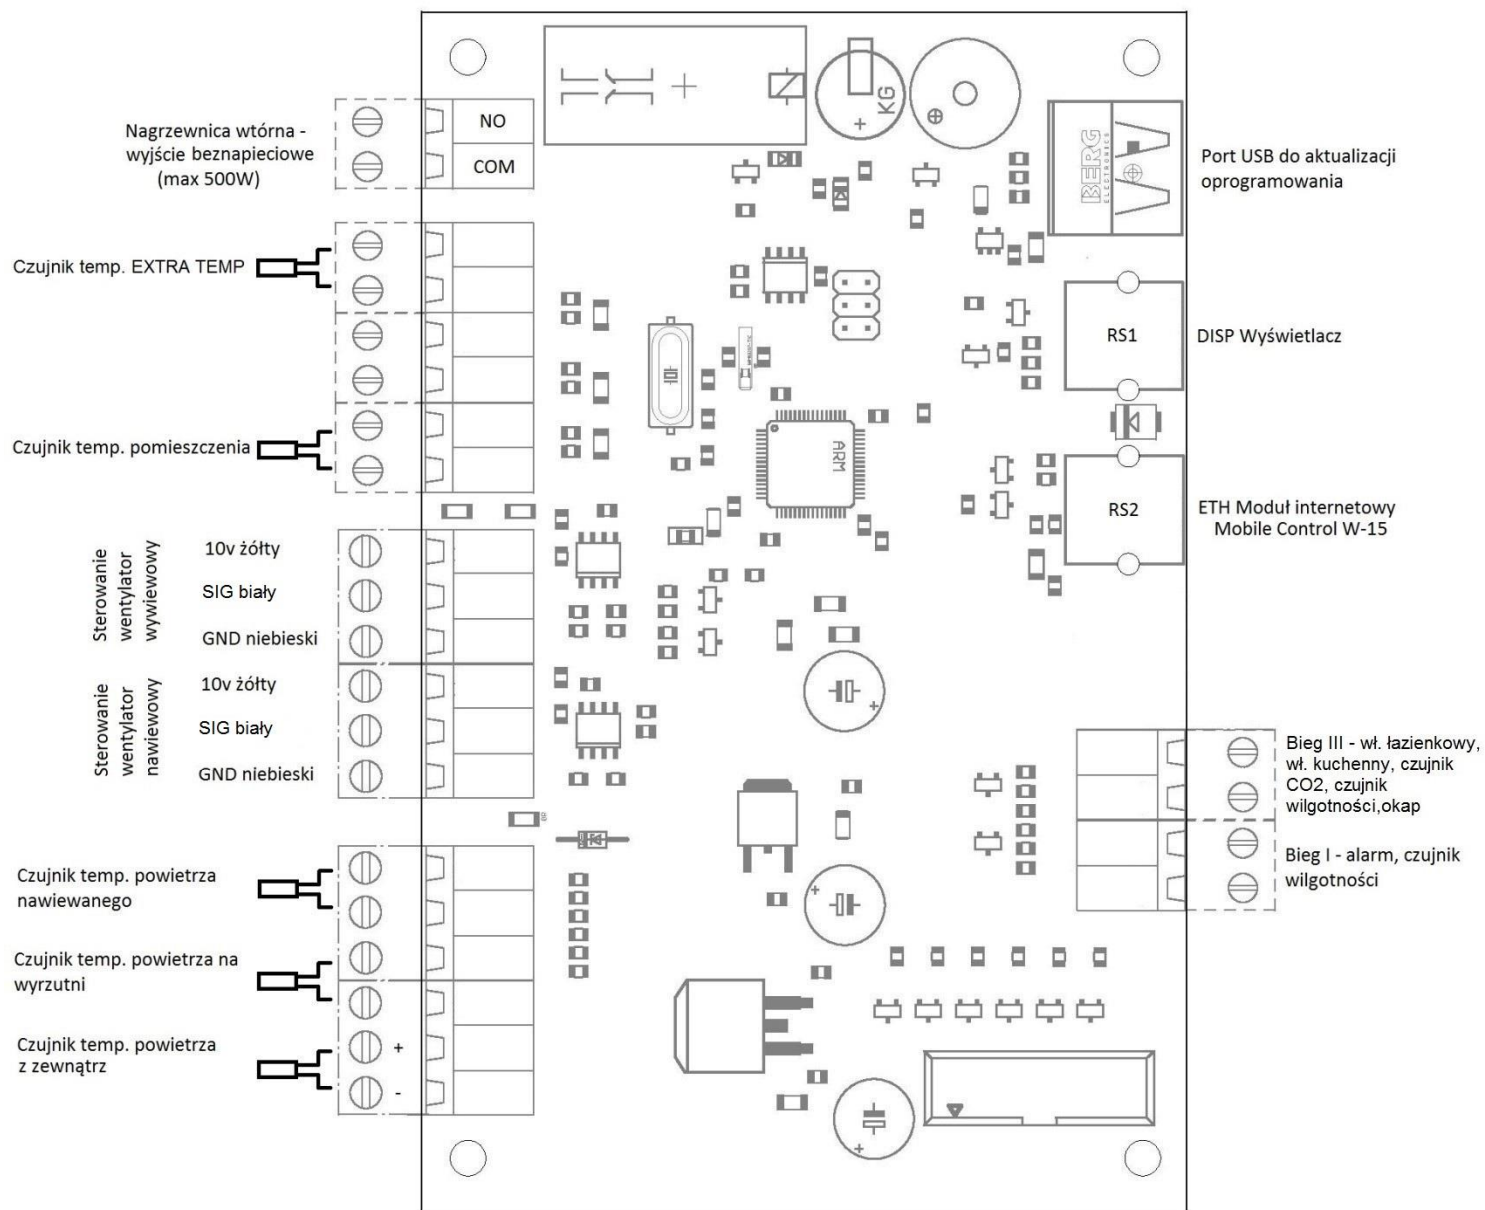 Nagrzewnica wtórna -
wyjście beznapieciowe
(max 500W)
NO
COM
KG
BERG
ELECTRONICS
Port USB do aktualizacji
oprogramowania
Czujnik temp. EXTRA TEMP
RS1
DISP Wyświetlacz
Czujnik temp. pomieszczenia
ARM
RS2
ETH Moduł internetowy
Mobile Control W-15
Sterowanie
wentylator
wywiewowy
10v żółty
SIG biały
GND niebieski
Sterowanie
wentylator
nawiewowy
10v żółty
SIG biały
GND niebieski
Bieg III - wł. łazienkowy,
wł. kuchenny, czujnik
CO2, czujnik
wilgotności,okap
Bieg I - alarm, czujnik
wilgotności
Czujnik temp. powietrza
nawiewanego
Czujnik temp. powietrza na
wyrzutni
Czujnik temp. powietrza
z zewnątrz
+
-